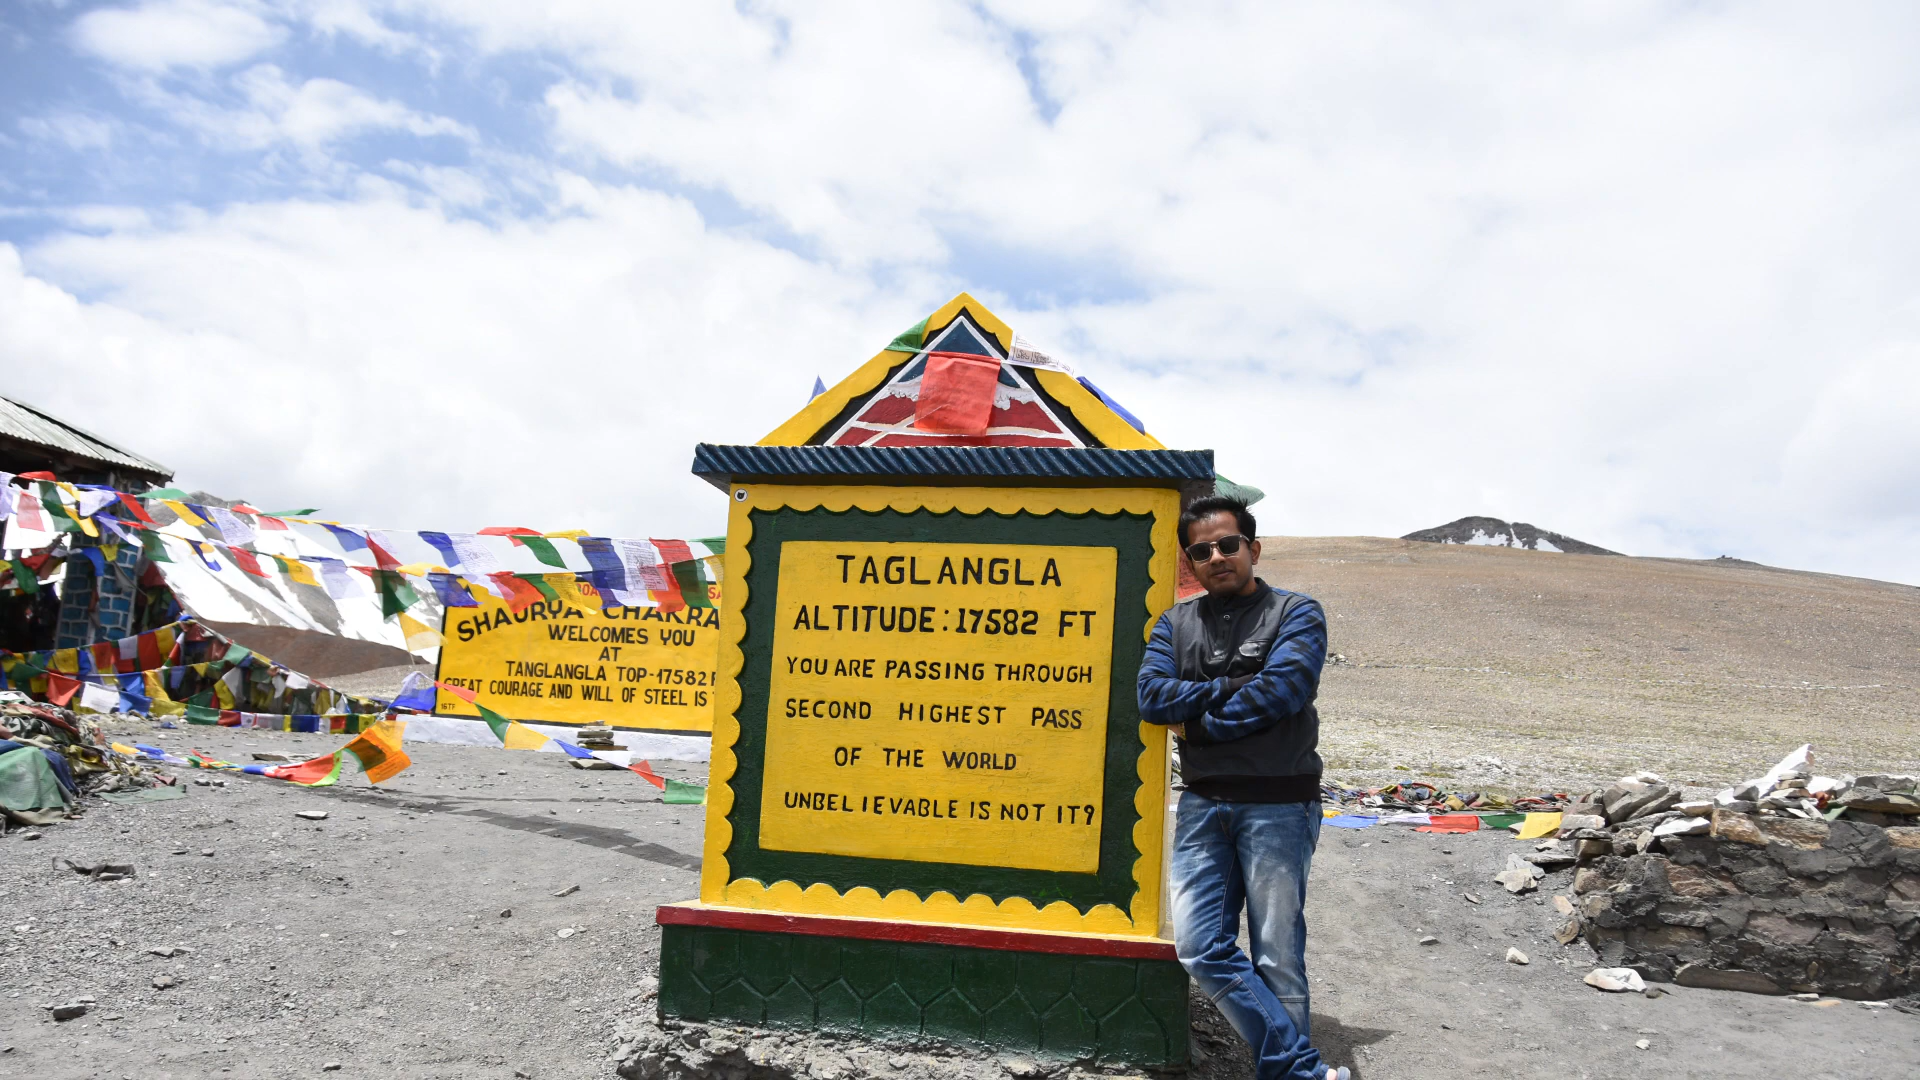 TAGLANGLA
ALTITUDE : 17582 FT
YOU ARE PASSING THROUGH
SECOND HIGHEST PASS
OF THE WORLD
UNBELIEVABLE IS NOT IT?
SHAURYA CHAKRA
WELCOMES YOU
AT
TANGLANGLA TOP-17582
GREAT COURAGE AND WILL OF STEEL IS
16TF